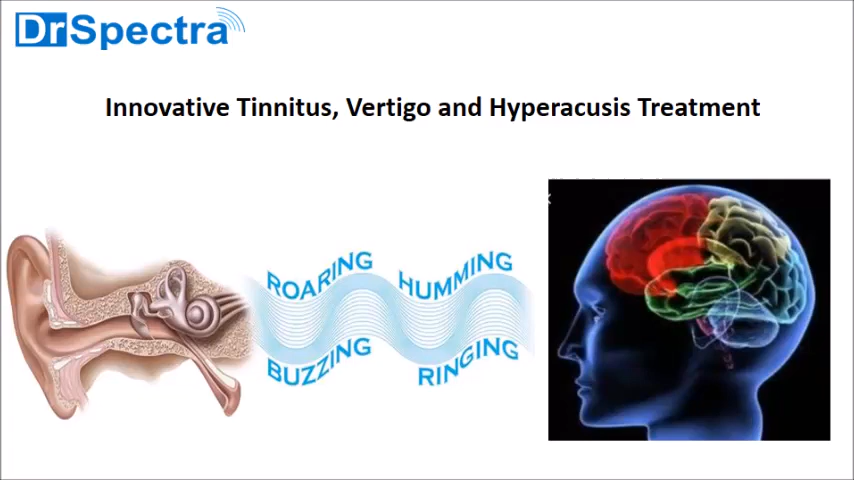 DrSpectra
Innovative Tinnitus, Vertigo and Hyperacusis Treatment
ROARING HUMMING
BUZZING RINGING